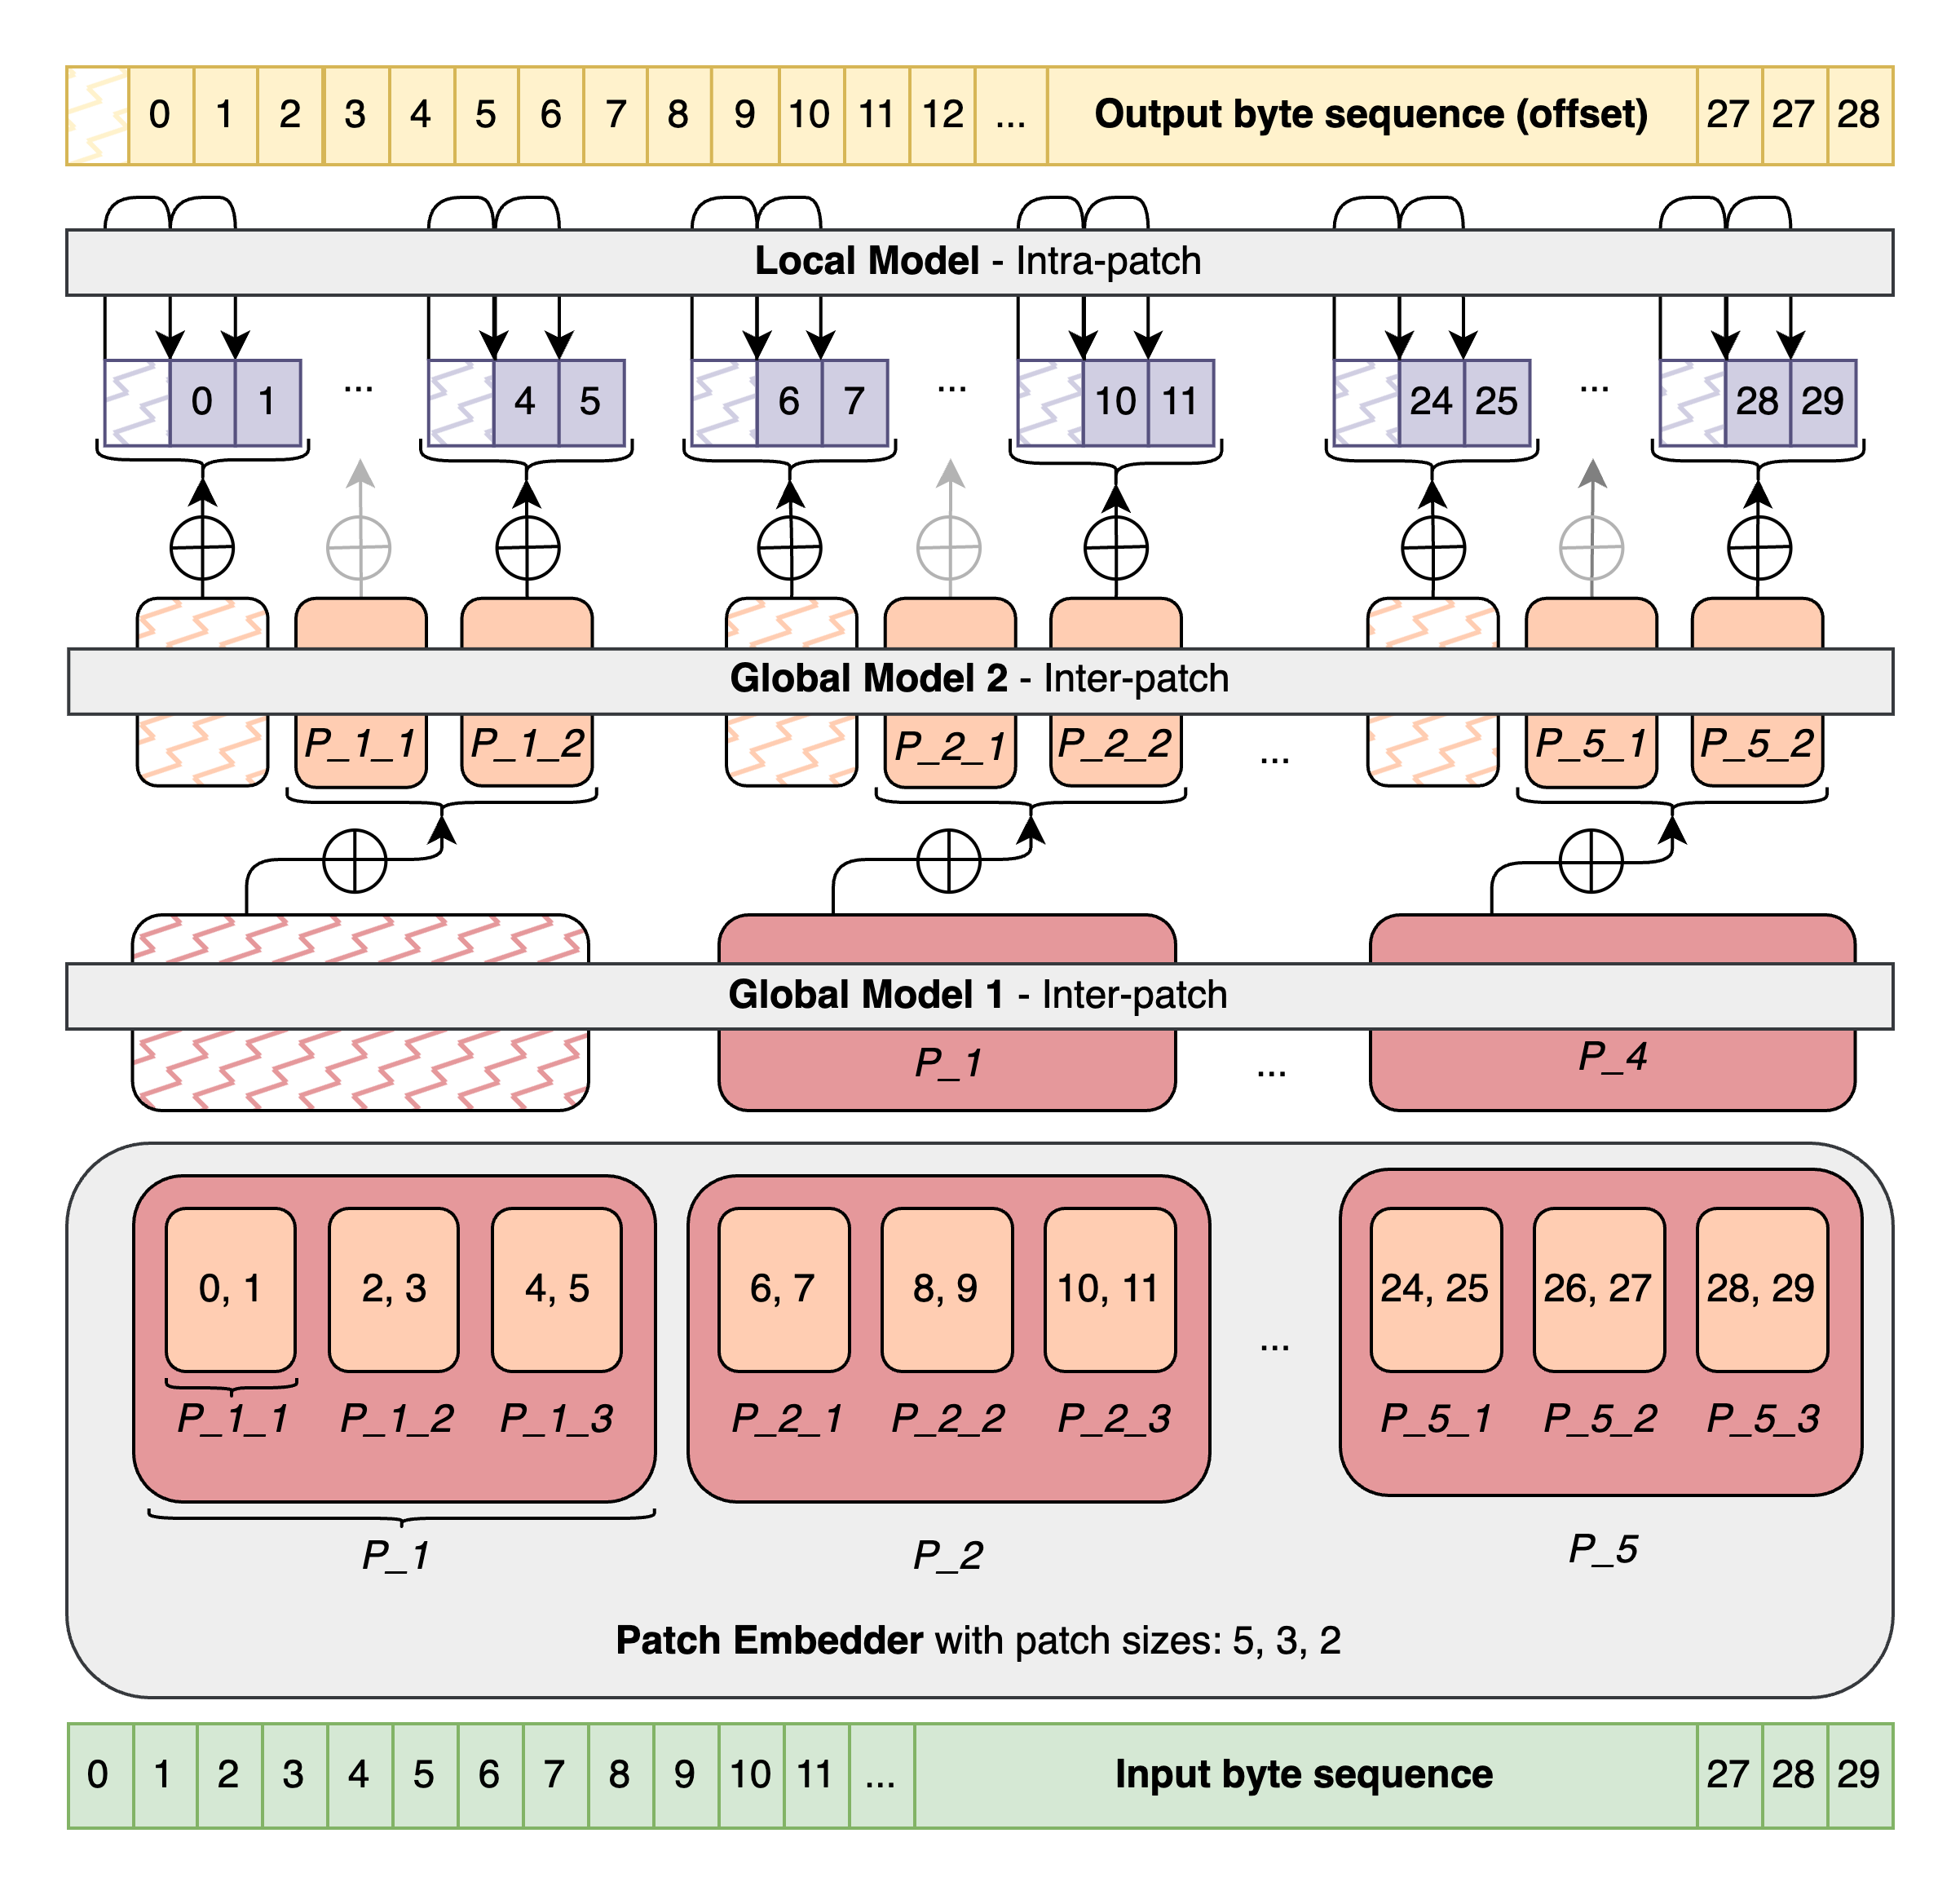 0 1 2 3 4 5 6 7 8 9 10 11 12 ... Output byte sequence (offset) 27 27 28
Local Model - Intra-patch
0 1 ... 4 5 6 7 ... 10 11 24 25 ... 28 29
Global Model 2 - Inter-patch
P_1_1 P_1_2 P_2_1 P_2_2 ... P_5_1 P_5_2
Global Model 1 - Inter-patch
P_1 ... P_4
0, 1 2, 3 4, 5 6, 7 8, 9 10, 11 ... 24, 25 26, 27 28, 29
P_1_1 P_1_2 P_1_3 P_2_1 P_2_2 P_2_3 P_5_1 P_5_2 P_5_3
P_1 P_2 P_5
Patch Embedder with patch sizes: 5, 3, 2
0 1 2 3 4 5 6 7 8 9 10 11 ... Input byte sequence 27 28 29